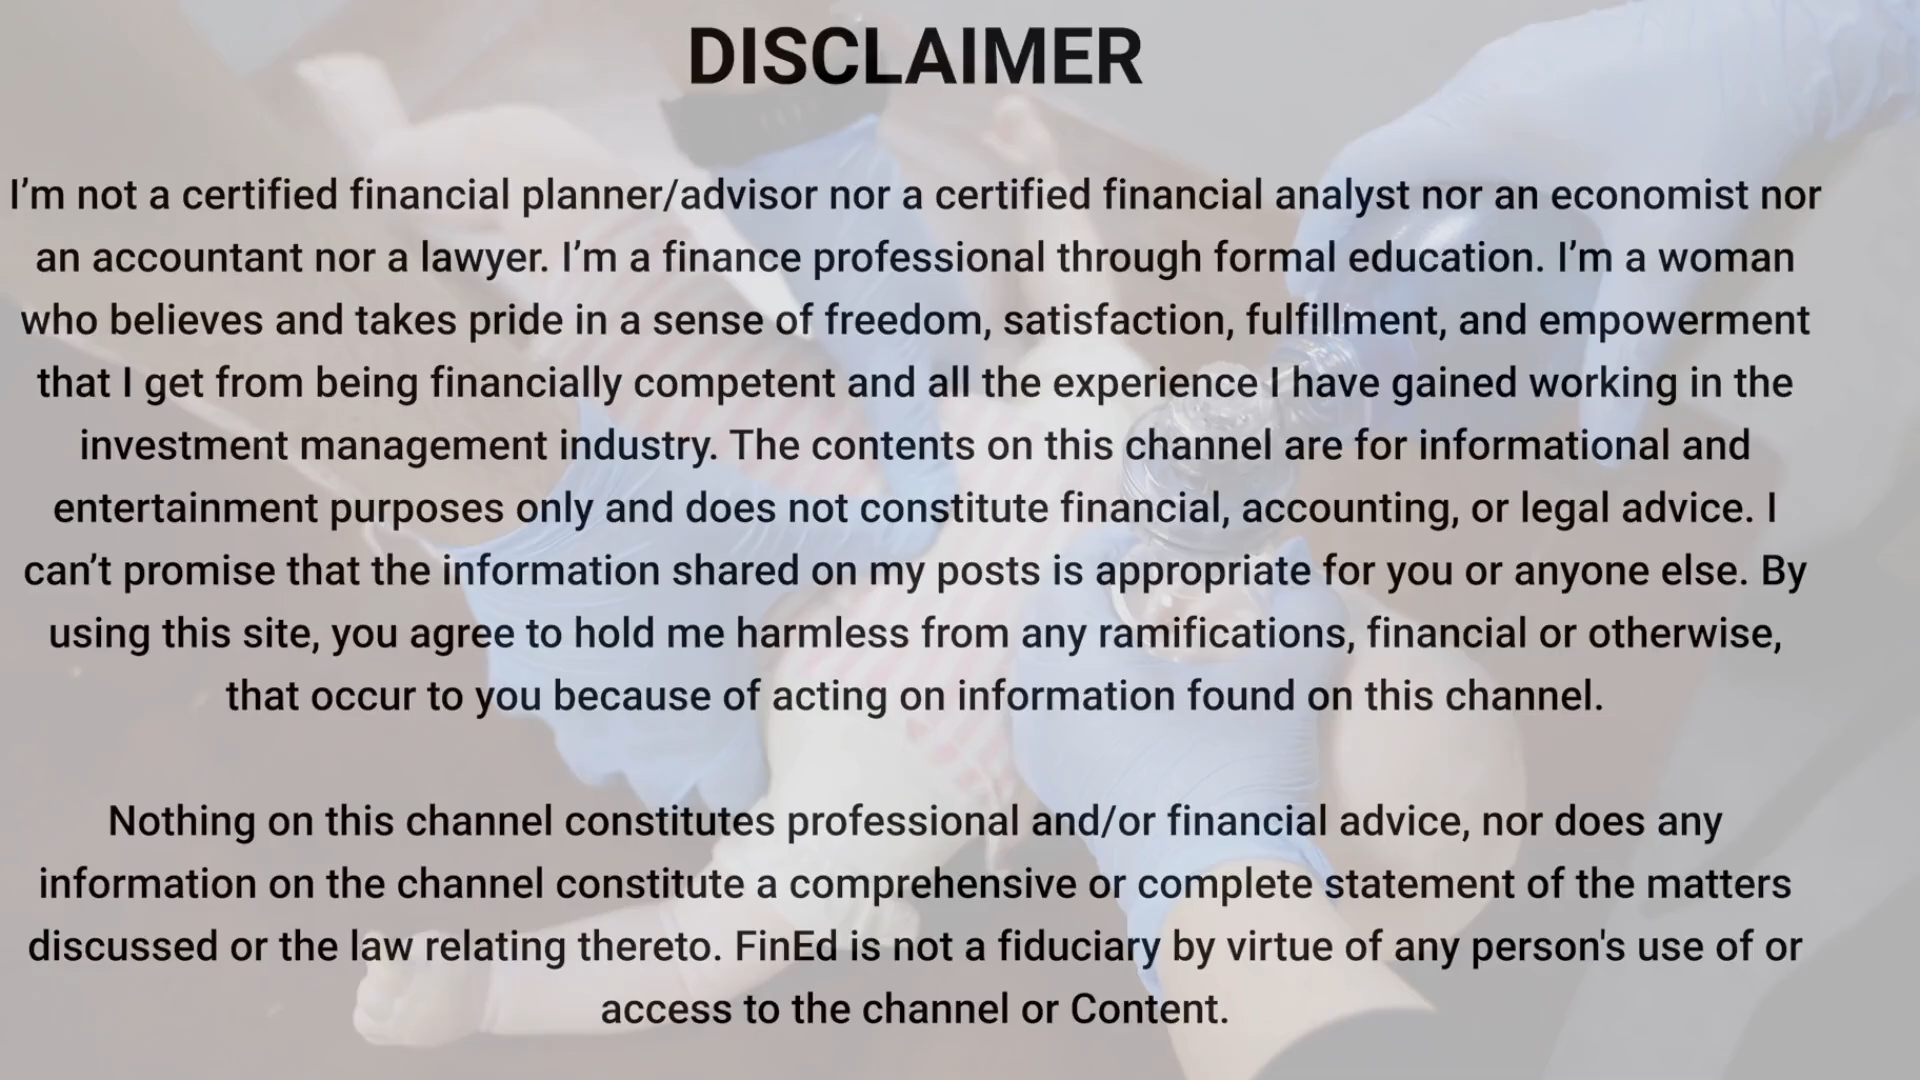 DISCLAIMER
I’m not a certified financial planner/advisor nor a certified financial analyst nor an economist nor
an accountant nor a lawyer. I’m a finance professional through formal education. I’m a woman
who believes and takes pride in a sense of freedom, satisfaction, fulfillment, and empowerment
that I get from being financially competent and all the experience I have gained working in the
investment management industry. The contents on this channel are for informational and
entertainment purposes only and does not constitute financial, accounting, or legal advice. I
can’t promise that the information shared on my posts is appropriate for you or anyone else. By
using this site, you agree to hold me harmless from any ramifications, financial or otherwise,
that occur to you because of acting on information found on this channel.
Nothing on this channel constitutes professional and/or financial advice, nor does any
information on the channel constitute a comprehensive or complete statement of the matters
discussed or the law relating thereto. FinEd is not a fiduciary by virtue of any person's use of or
access to the channel or Content.